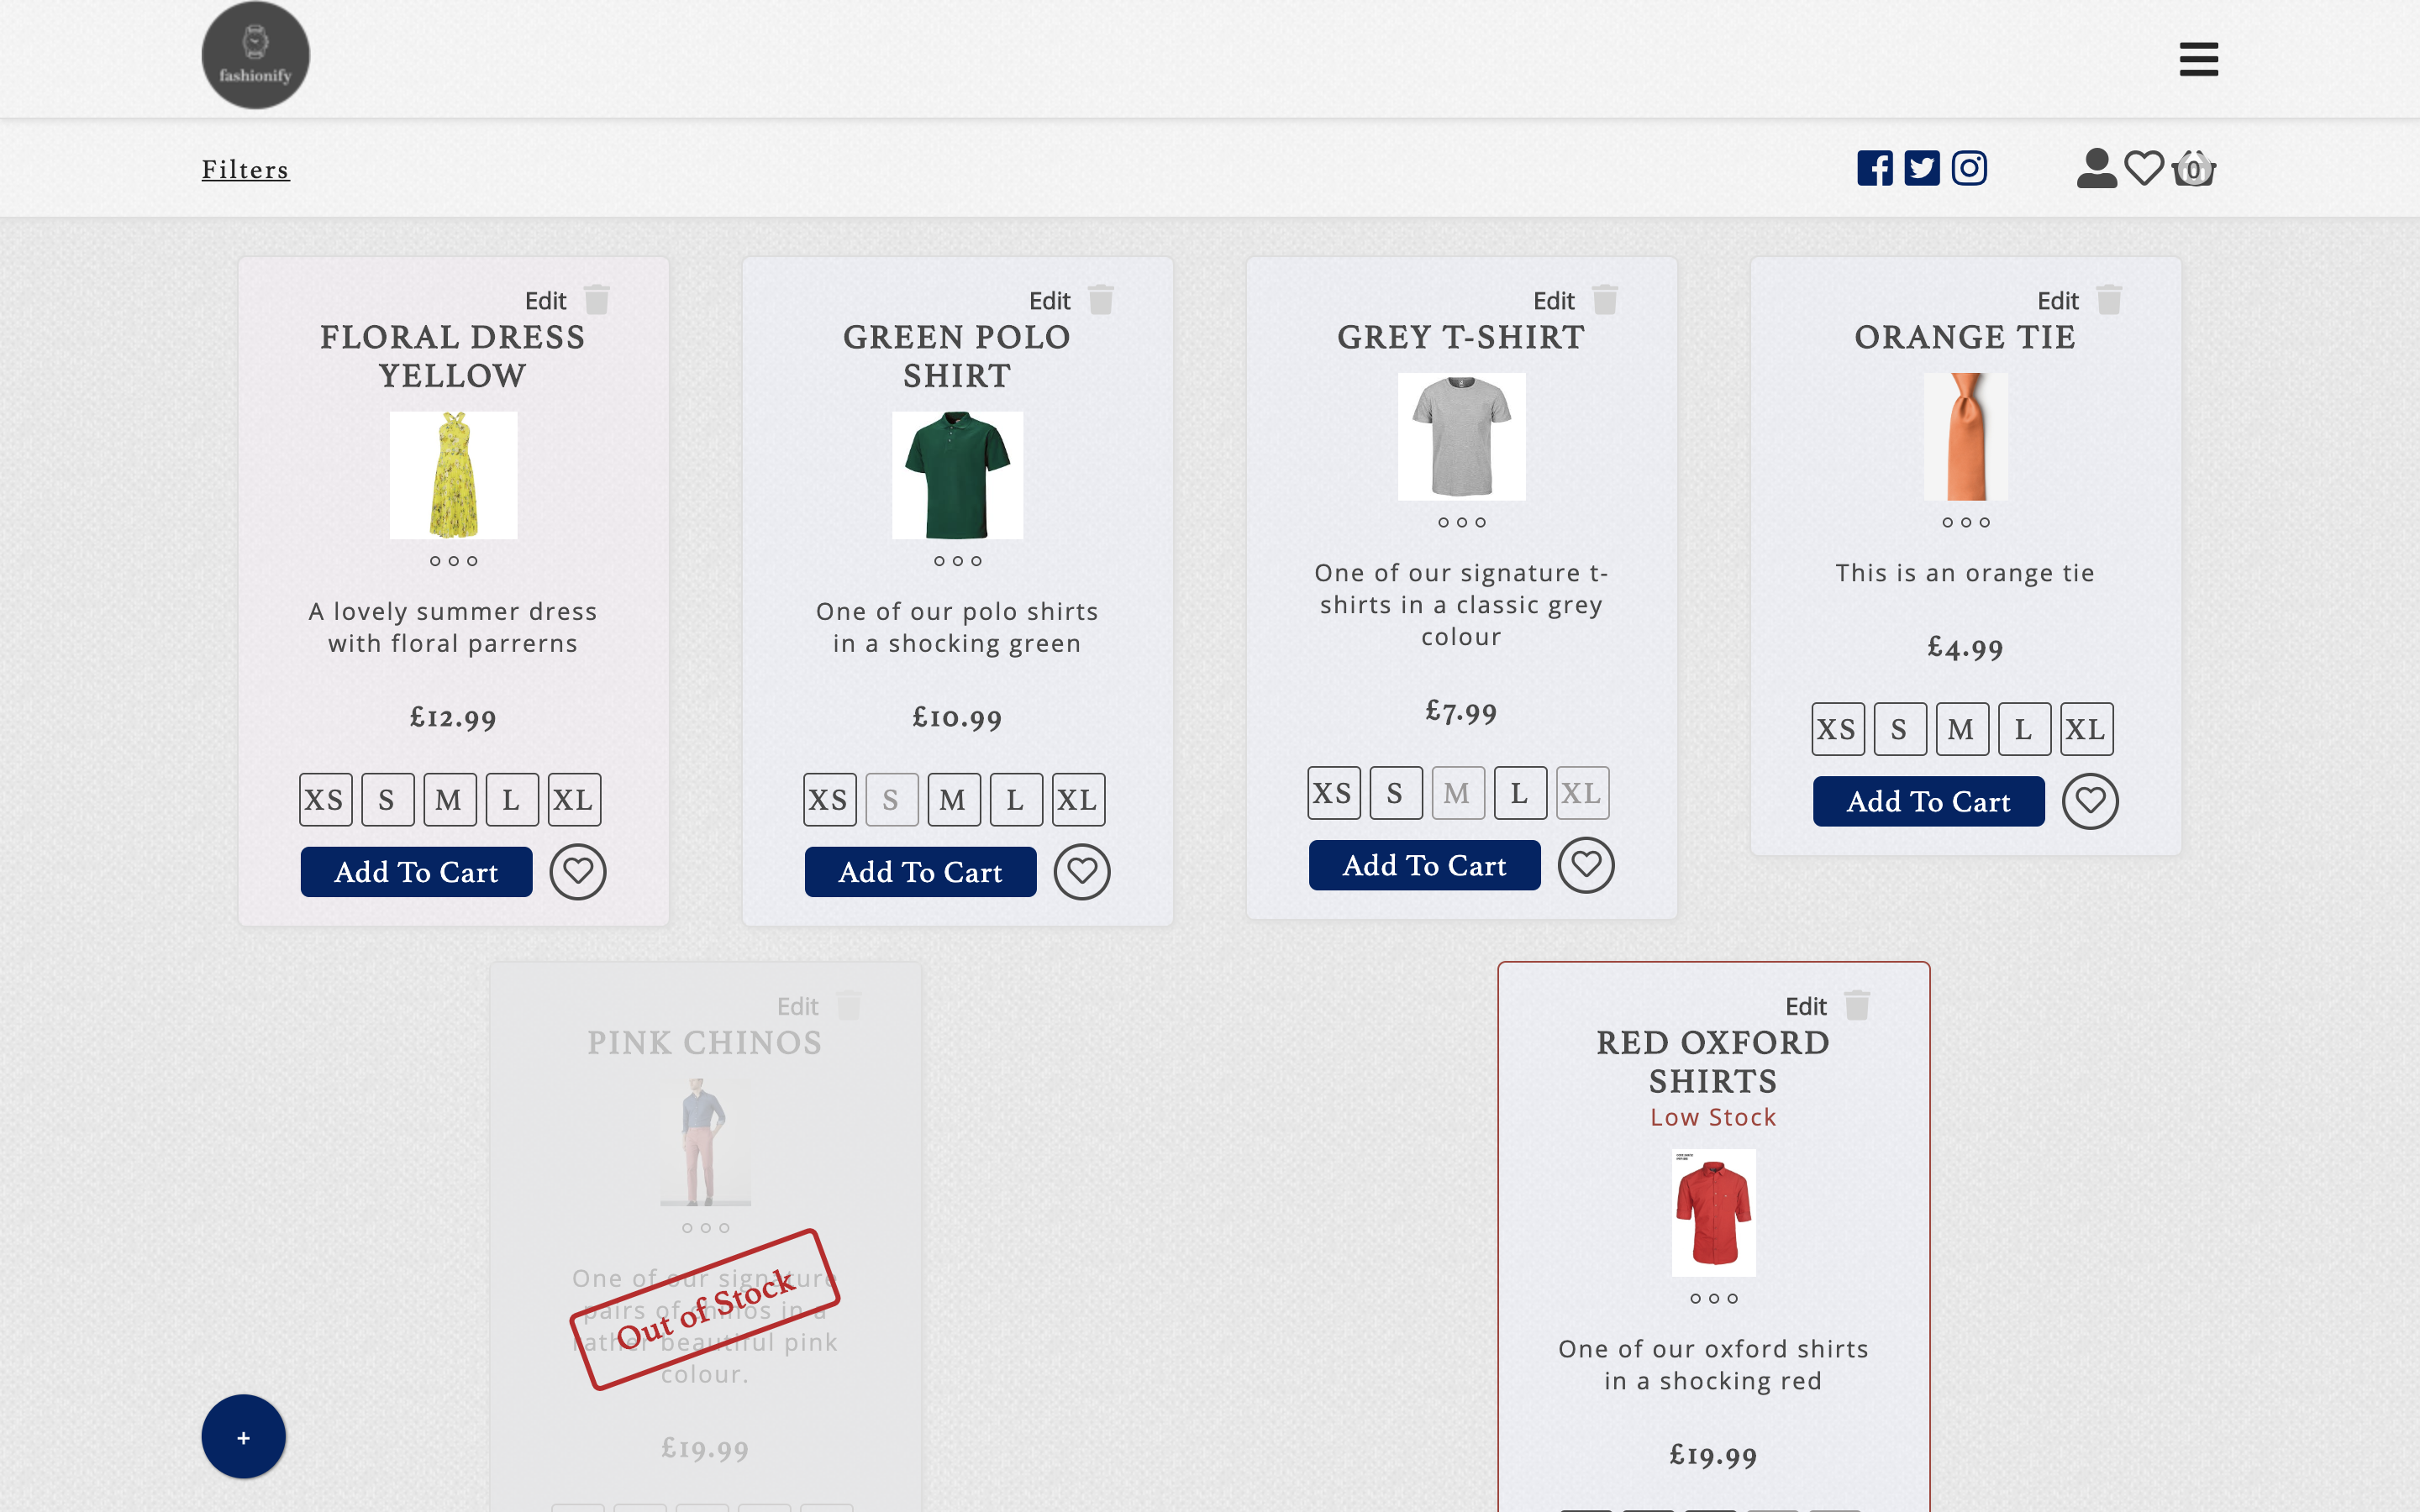 fashionify
Filters
0
Edit
FLORAL DRESS
YELLOW
A lovely summer dress
with floral parrerns
£12.99
XS S M L XL
Add To Cart
Edit
GREEN POLO
SHIRT
One of our polo shirts
in a shocking green
£10.99
XS S M L XL
Add To Cart
Edit
GREY T-SHIRT
One of our signature t-
shirts in a classic grey
colour
£7.99
XS S M L XL
Add To Cart
Edit
ORANGE TIE
This is an orange tie
£4.99
XS S M L XL
Add To Cart
Edit
PINK CHINOS
One of our signature
pairs of chinos in a
rather beautiful pink
colour.
Out of Stock
£19.99
Edit
RED OXFORD
SHIRTS
Low Stock
One of our oxford shirts
in a shocking red
£19.99
+